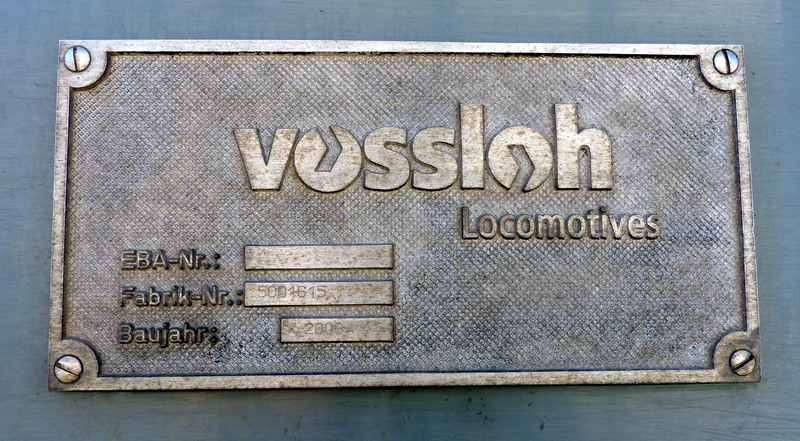 vossloh
Locomotives
EBA-Nr.:
Fabrik-Nr.: 5001615
Baujahr: 2006